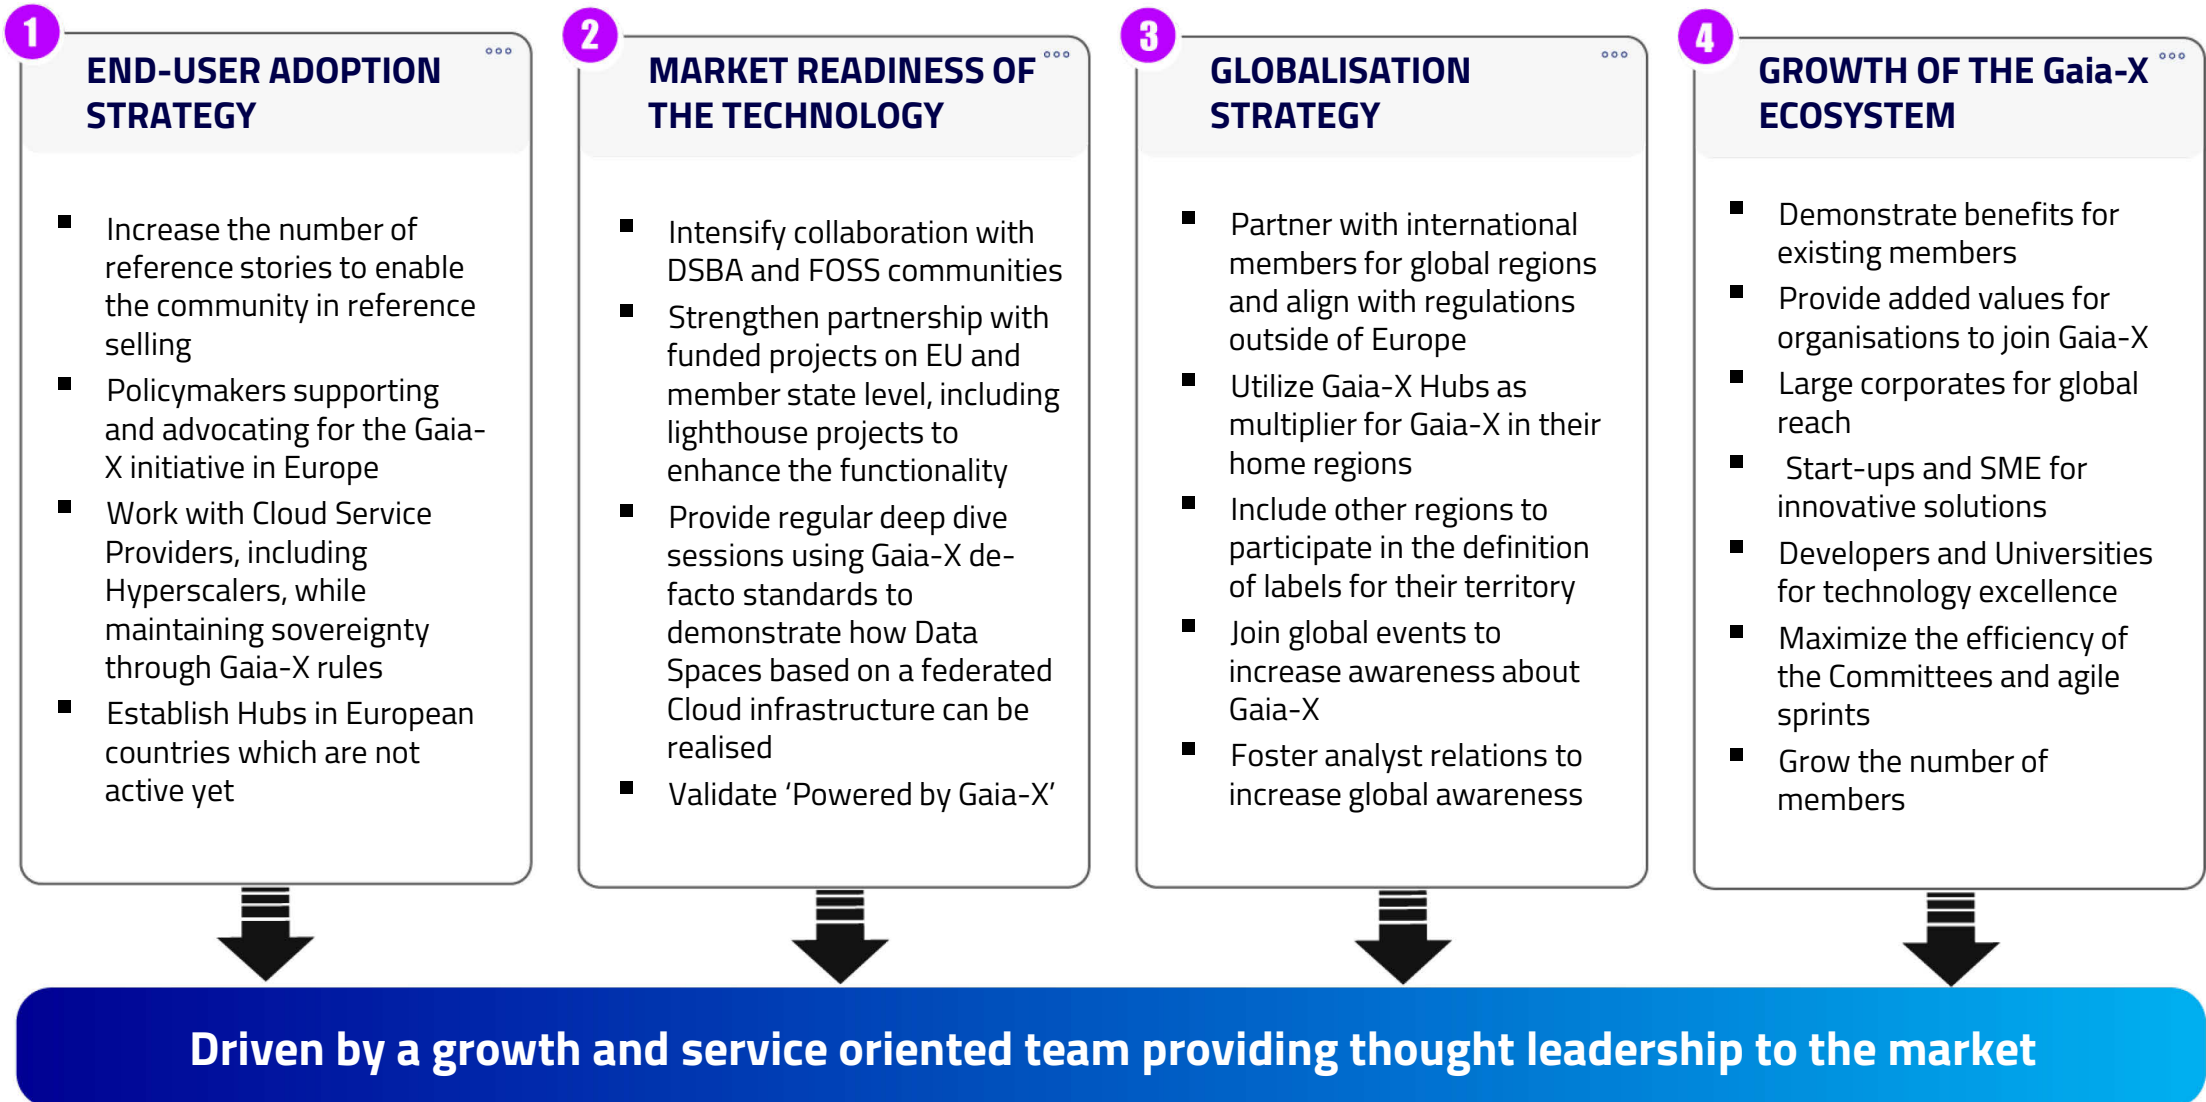 1
END-USER ADOPTION
STRATEGY
Increase the number of
reference stories to enable
the community in reference
selling
Policymakers supporting
and advocating for the Gaia-
X initiative in Europe
Work with Cloud Service
Providers, including
Hyperscalers, while
maintaining sovereignty
through Gaia-X rules
Establish Hubs in European
countries which are not
active yet
2
MARKET READINESS OF
THE TECHNOLOGY
Intensify collaboration with
DSBA and FOSS communities
Strengthen partnership with
funded projects on EU and
member state level, including
lighthouse projects to
enhance the functionality
Provide regular deep dive
sessions using Gaia-X de-
facto standards to
demonstrate how Data
Spaces based on a federated
Cloud infrastructure can be
realised
Validate ‘Powered by Gaia-X’
3
GLOBALISATION
STRATEGY
Partner with international
members for global regions
and align with regulations
outside of Europe
Utilize Gaia-X Hubs as
multiplier for Gaia-X in their
home regions
Include other regions to
participate in the definition
of labels for their territory
Join global events to
increase awareness about
Gaia-X
Foster analyst relations to
increase global awareness
4
GROWTH OF THE Gaia-X
ECOSYSTEM
Demonstrate benefits for
existing members
Provide added values for
organisations to join Gaia-X
Large corporates for global
reach
Start-ups and SME for
innovative solutions
Developers and Universities
for technology excellence
Maximize the efficiency of
the Committees and agile
sprints
Grow the number of
members
Driven by a growth and service oriented team providing thought leadership to the market